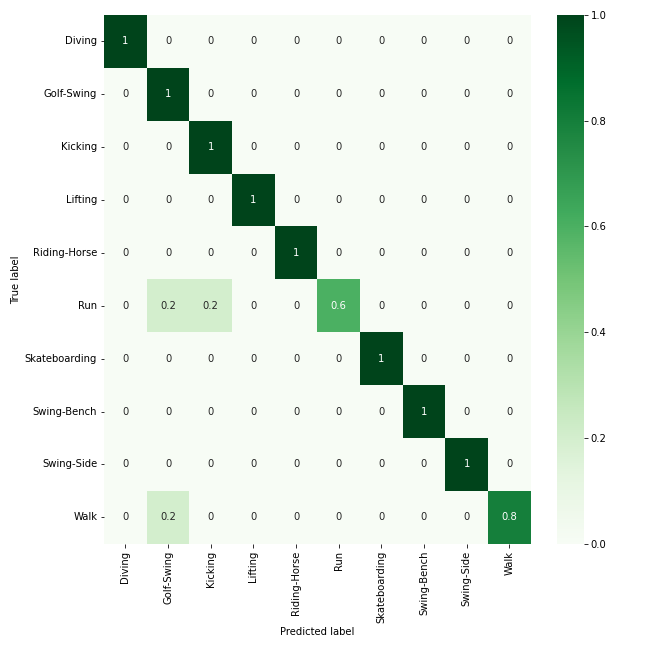 Diving 1 0 0 0 0 0 0 0 0 0
Golf-Swing 0 1 0 0 0 0 0 0 0 0
Kicking 0 0 1 0 0 0 0 0 0 0
Lifting 0 0 0 1 0 0 0 0 0 0
Riding-Horse 0 0 0 0 1 0 0 0 0 0
Run 0 0.2 0.2 0 0 0.6 0 0 0 0
Skateboarding 0 0 0 0 0 0 1 0 0 0
Swing-Bench 0 0 0 0 0 0 0 1 0 0
Swing-Side 0 0 0 0 0 0 0 0 1 0
Walk 0 0.2 0 0 0 0 0 0 0 0.8
True label
Diving
Golf-Swing
Kicking
Lifting
Riding-Horse
Run
Skateboarding
Swing-Bench
Swing-Side
Walk
Predicted label
1.0
0.8
0.6
0.4
0.2
0.0